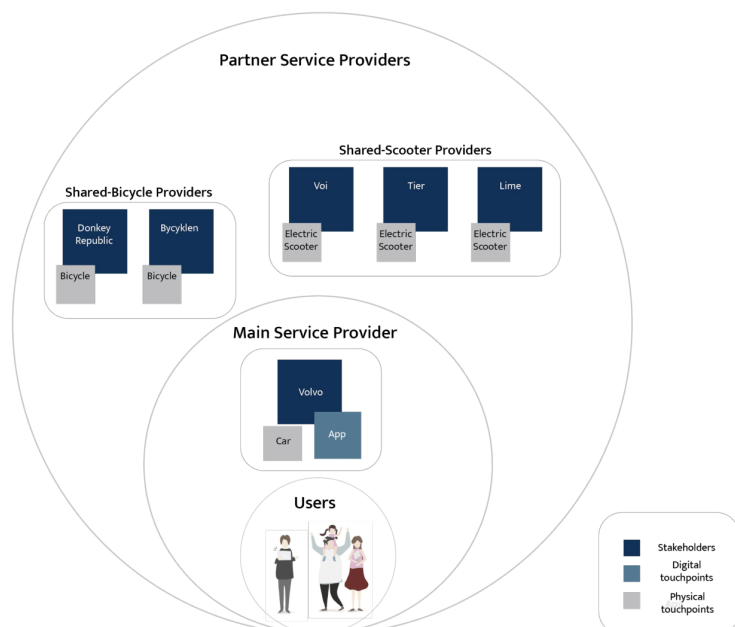 Partner Service Providers
Shared-Scooter Providers
Voi
Tier
Lime
Electric
Scooter
Electric
Scooter
Electric
Scooter
Shared-Bicycle Providers
Donkey
Republic
Bycyklen
Bicycle
Bicycle
Main Service Provider
Volvo
Car
App
Users
Stakeholders
Digital
touchpoints
Physical
touchpoints